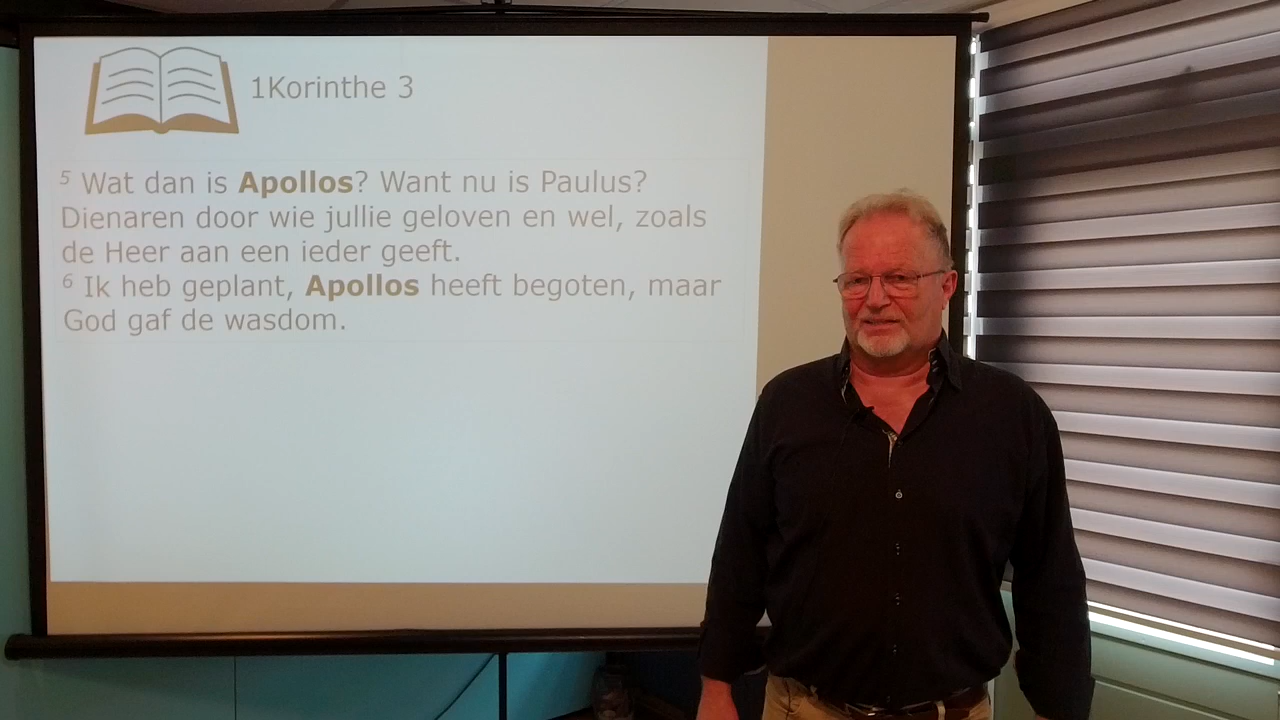 1Korinthe 3
5 Wat dan is Apollos? Want nu is Paulus?
Dienaren door wie jullie geloven en wel, zoals
de Heer aan een ieder geeft.
6 Ik heb geplant, Apollos heeft begoten, maar
God gaf de wasdom.